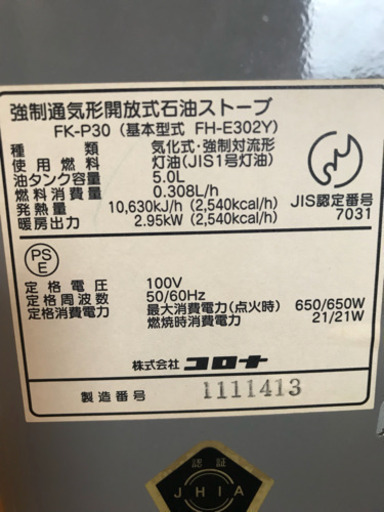 強制通気形開放式石油ストーブ
FK-P30（基本型式 FH-E302Y）
種類 気化式・強制対流形
使用燃料 灯油(JIS1号灯油)
油タンク容量 5.0L
燃料消費量 0.308L/h
発熱量 10,630kJ/h (2,540kcal/h)
暖房出力 2.95kW (2,540kcal/h)
JIS認定番号
7031
PS
E
定格電圧 100V
定格周波数 50/60Hz
定格消費電力 最大消費電力(点火時) 650/650W
燃焼時消費電力 21/21W
株式会社 コロナ
製造番号 1111413
認証
JHIA